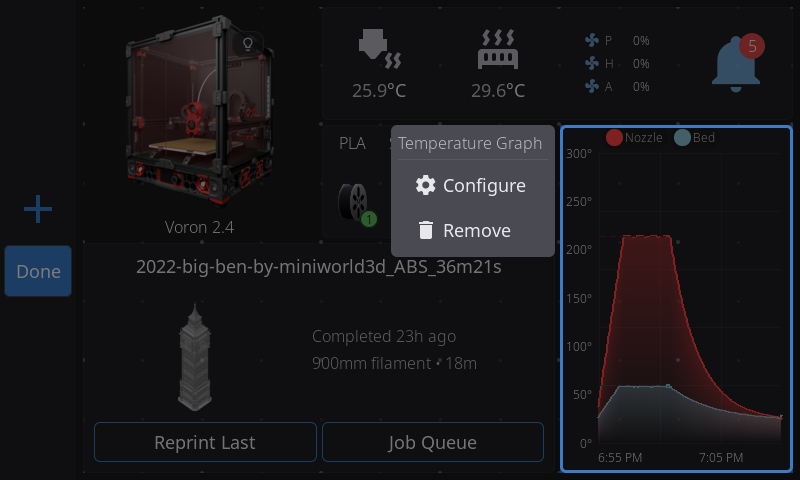 25.9°C
29.6°C
P 0%
H 0%
A 0%
5
Voron 2.4
PLA
1
Temperature Graph
Configure
Remove
Done
2022-big-ben-by-miniworld3d_ABS_36m21s
Completed 23h ago
900mm filament • 18m
Reprint Last
Job Queue
Nozzle Bed
300°
250°
200°
150°
100°
50°
0°
6:55 PM 7:05 PM